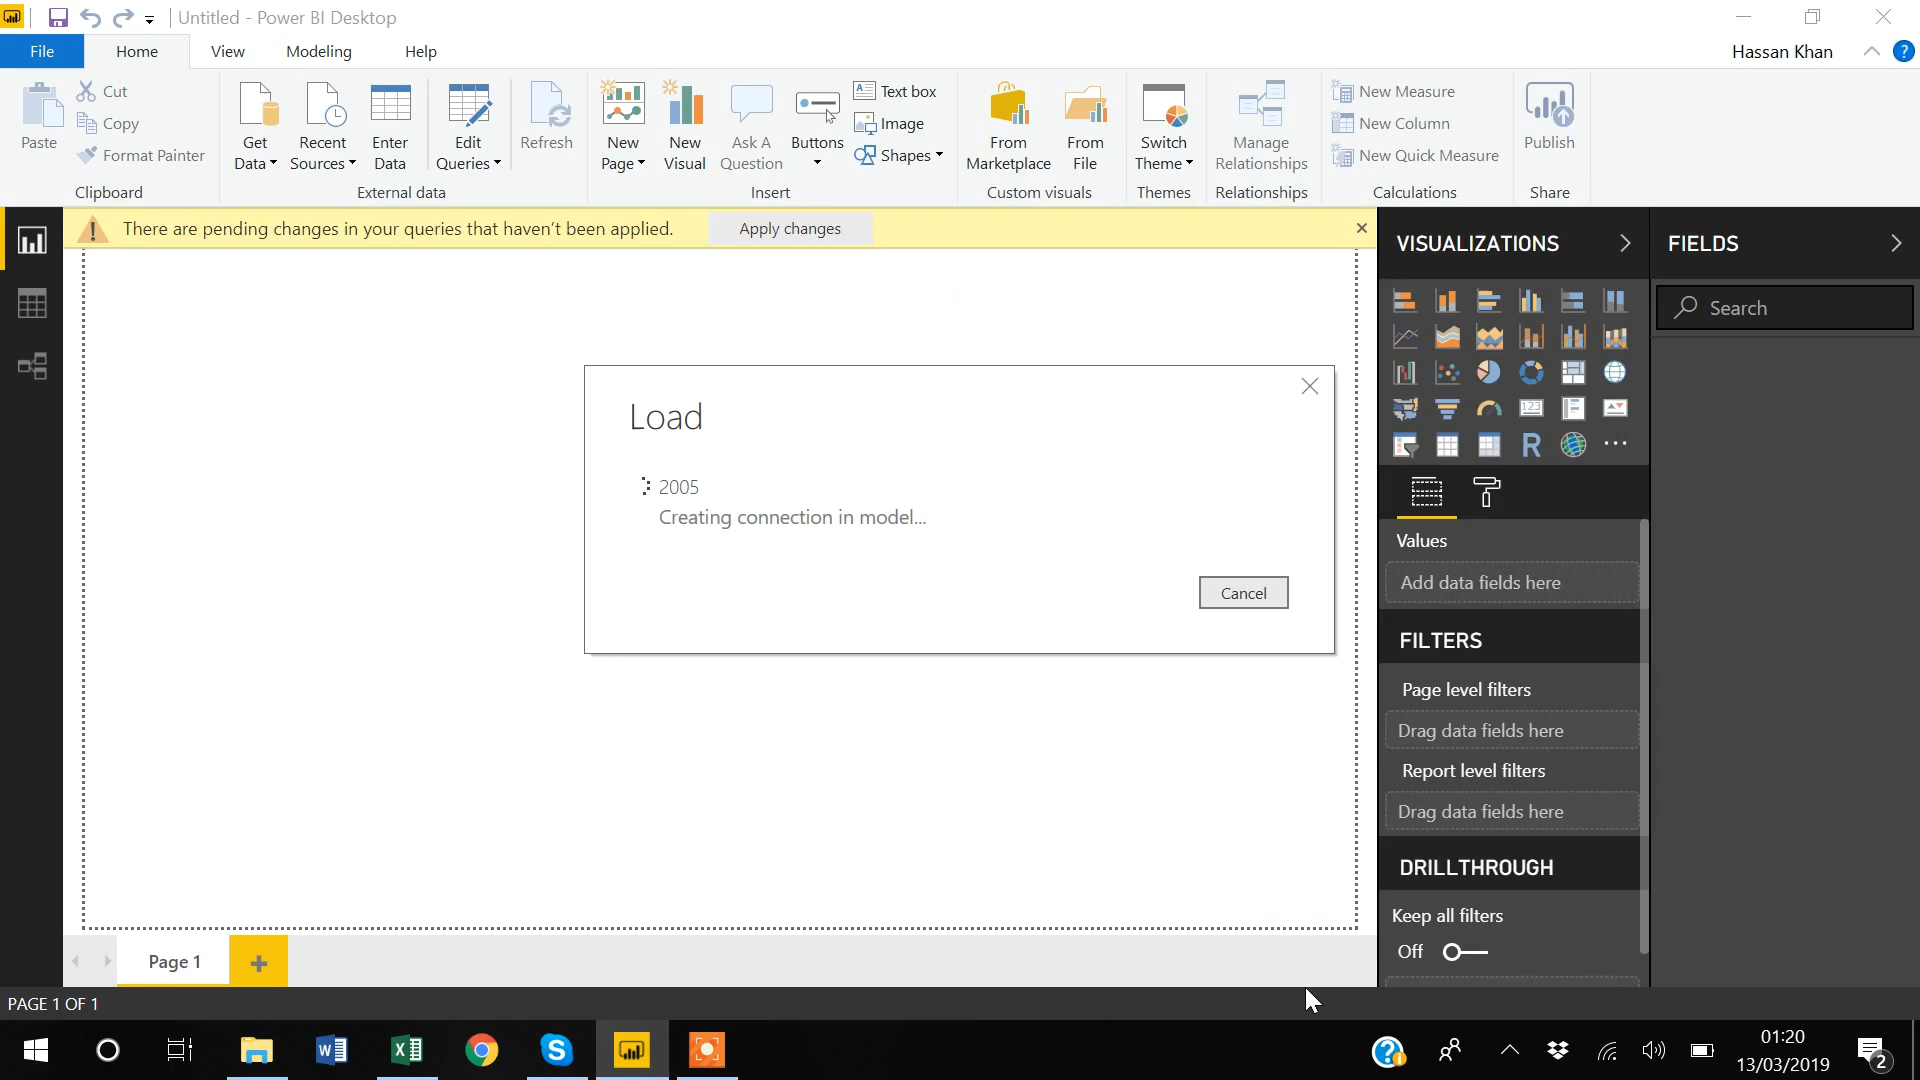 Untitled - Power BI Desktop
File
Home
View
Modeling
Help
Hassan Khan
Paste
Cut
Copy
Format Painter
Clipboard
Get Data
Recent Sources
Enter Data
Edit Queries
Refresh
External data
New Page
New Visual
Ask A Question
Buttons
Text box
Image
Shapes
Insert
From Marketplace
From File
Custom visuals
Switch Theme
Themes
Manage Relationships
Relationships
New Measure
New Column
New Quick Measure
Calculations
Publish
Share
There are pending changes in your queries that haven't been applied.
Apply changes
Load
2005
Creating connection in model...
Cancel
VISUALIZATIONS
FIELDS
Search
123
R
Values
Add data fields here
FILTERS
Page level filters
Drag data fields here
Report level filters
Drag data fields here
DRILLTHROUGH
Keep all filters
Off
Page 1
PAGE 1 OF 1
01:20
13/03/2019
2